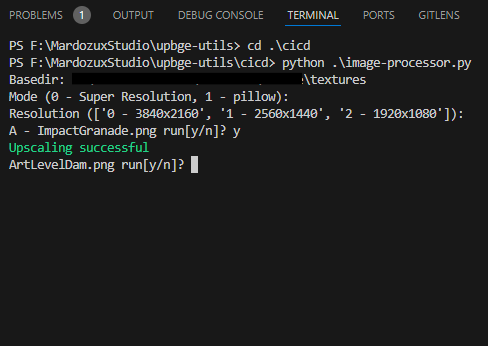 PROBLEMS 1 OUTPUT DEBUG CONSOLE TERMINAL PORTS GITLENS
PS F:\MardozuxStudio\upbge-utils> cd .\cicd
PS F:\MardozuxStudio\upbge-utils\cicd> python .\image-processor.py
Basedir: \textures
Mode (0 - Super Resolution, 1 - pillow):
Resolution (['0 - 3840x2160', '1 - 2560x1440', '2 - 1920x1080']):
A - ImpactGranade.png run[y/n]? y
Upscaling successful
ArtLevelDam.png run[y/n]?